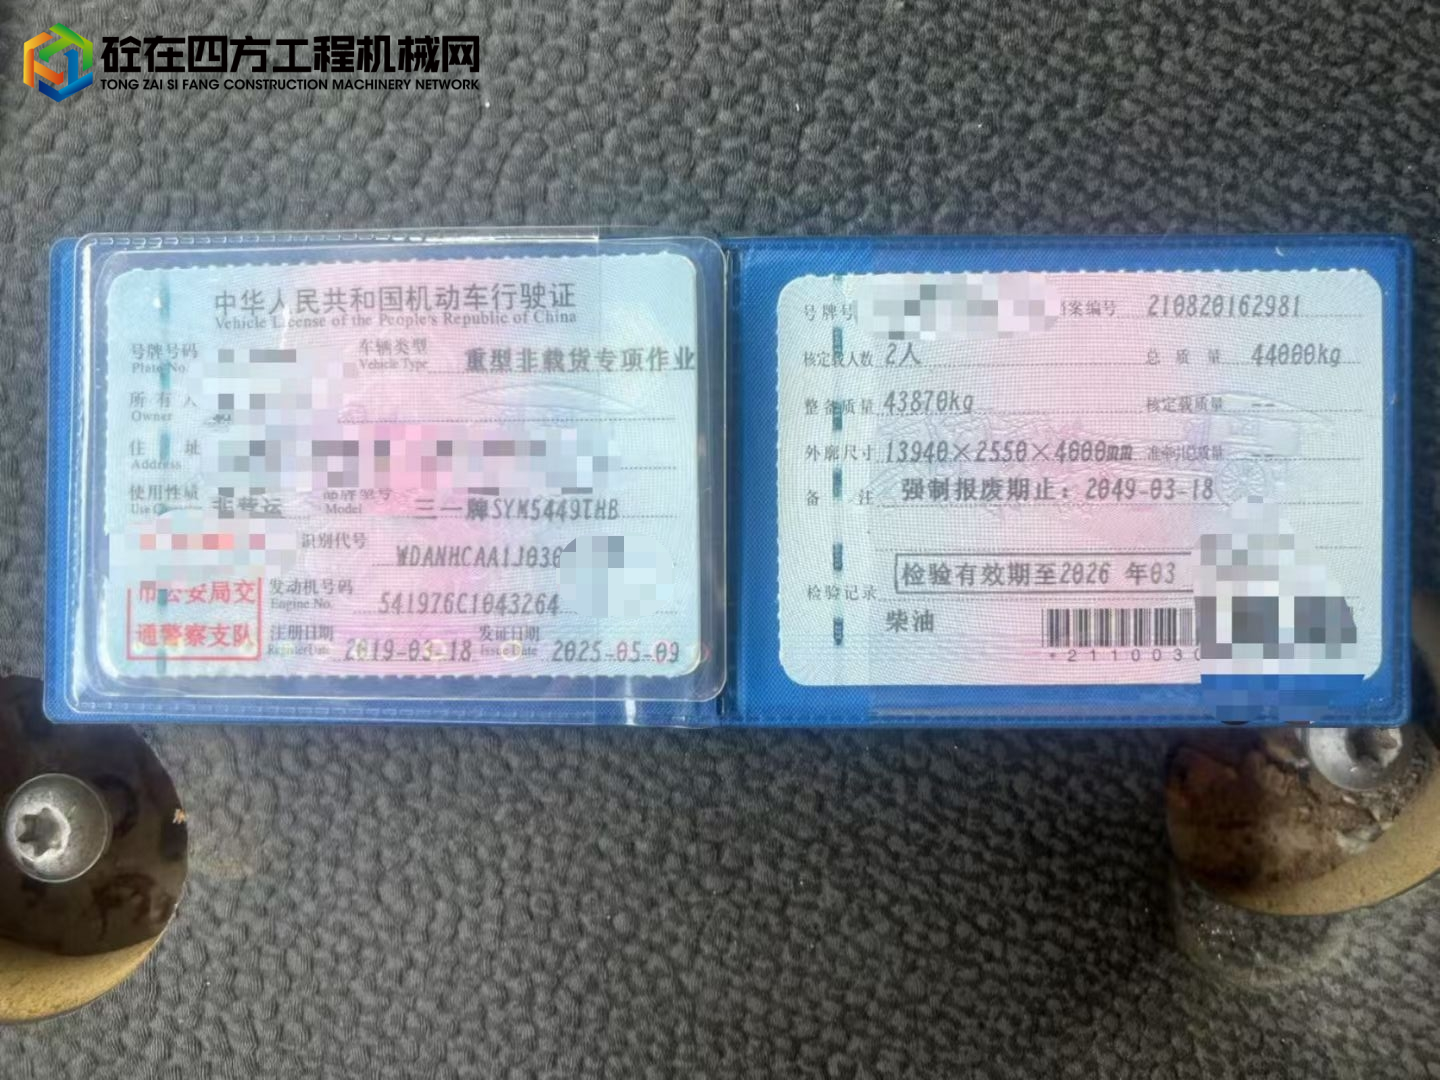 砼在四方工程机械网
TONG ZAI SI FANG CONSTRUCTION MACHINERY NETWORK
中华人民共和国机动车行驶证
Vehicle License of the People's Republic of China
号牌号码
Plate No.
车辆类型
Vehicle Type
重型非载货专项作业
所有人
Owner
住址
Address
使用性质
非营运
品牌型号
Model
三一牌SYM5449THB
识别代号
WDANHCAA1J036
市公安局交
通警察支队
发动机号码
Engine No.
541976C1043264
注册日期
Register Date
2019-03-18
发证日期
Issue Date
2025-05-09
号牌号
档案编号
210820162981
核定载人数
2人
总质量
44000kg
整备质量
43870kg
核定载质量
--
外廓尺寸
13940×2550×4000mm
准牵引总质量
--
备注
强制报废期止：2049-03-18
检验记录
检验有效期至2026 年03
柴油
*2110030